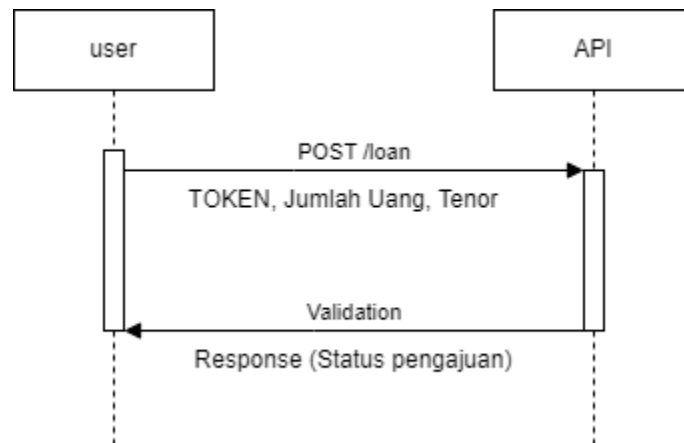 user
API
POST /loan
TOKEN, Jumlah Uang, Tenor
Validation
Response (Status pengajuan)